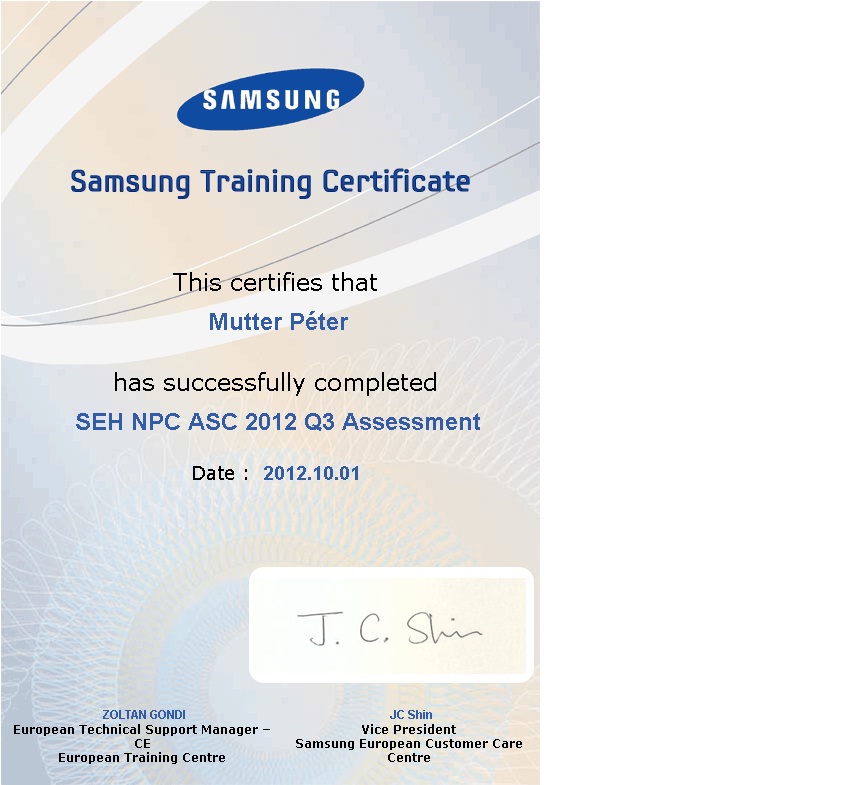 SAMSUNG
Samsung Training Certificate
This certifies that
Mutter Péter
has successfully completed
SEH NPC ASC 2012 Q3 Assessment
Date : 2012.10.01
J. C. Shin
ZOLTAN GONDI
European Technical Support Manager –
CE
European Training Centre
JC Shin
Vice President
Samsung European Customer Care
Centre